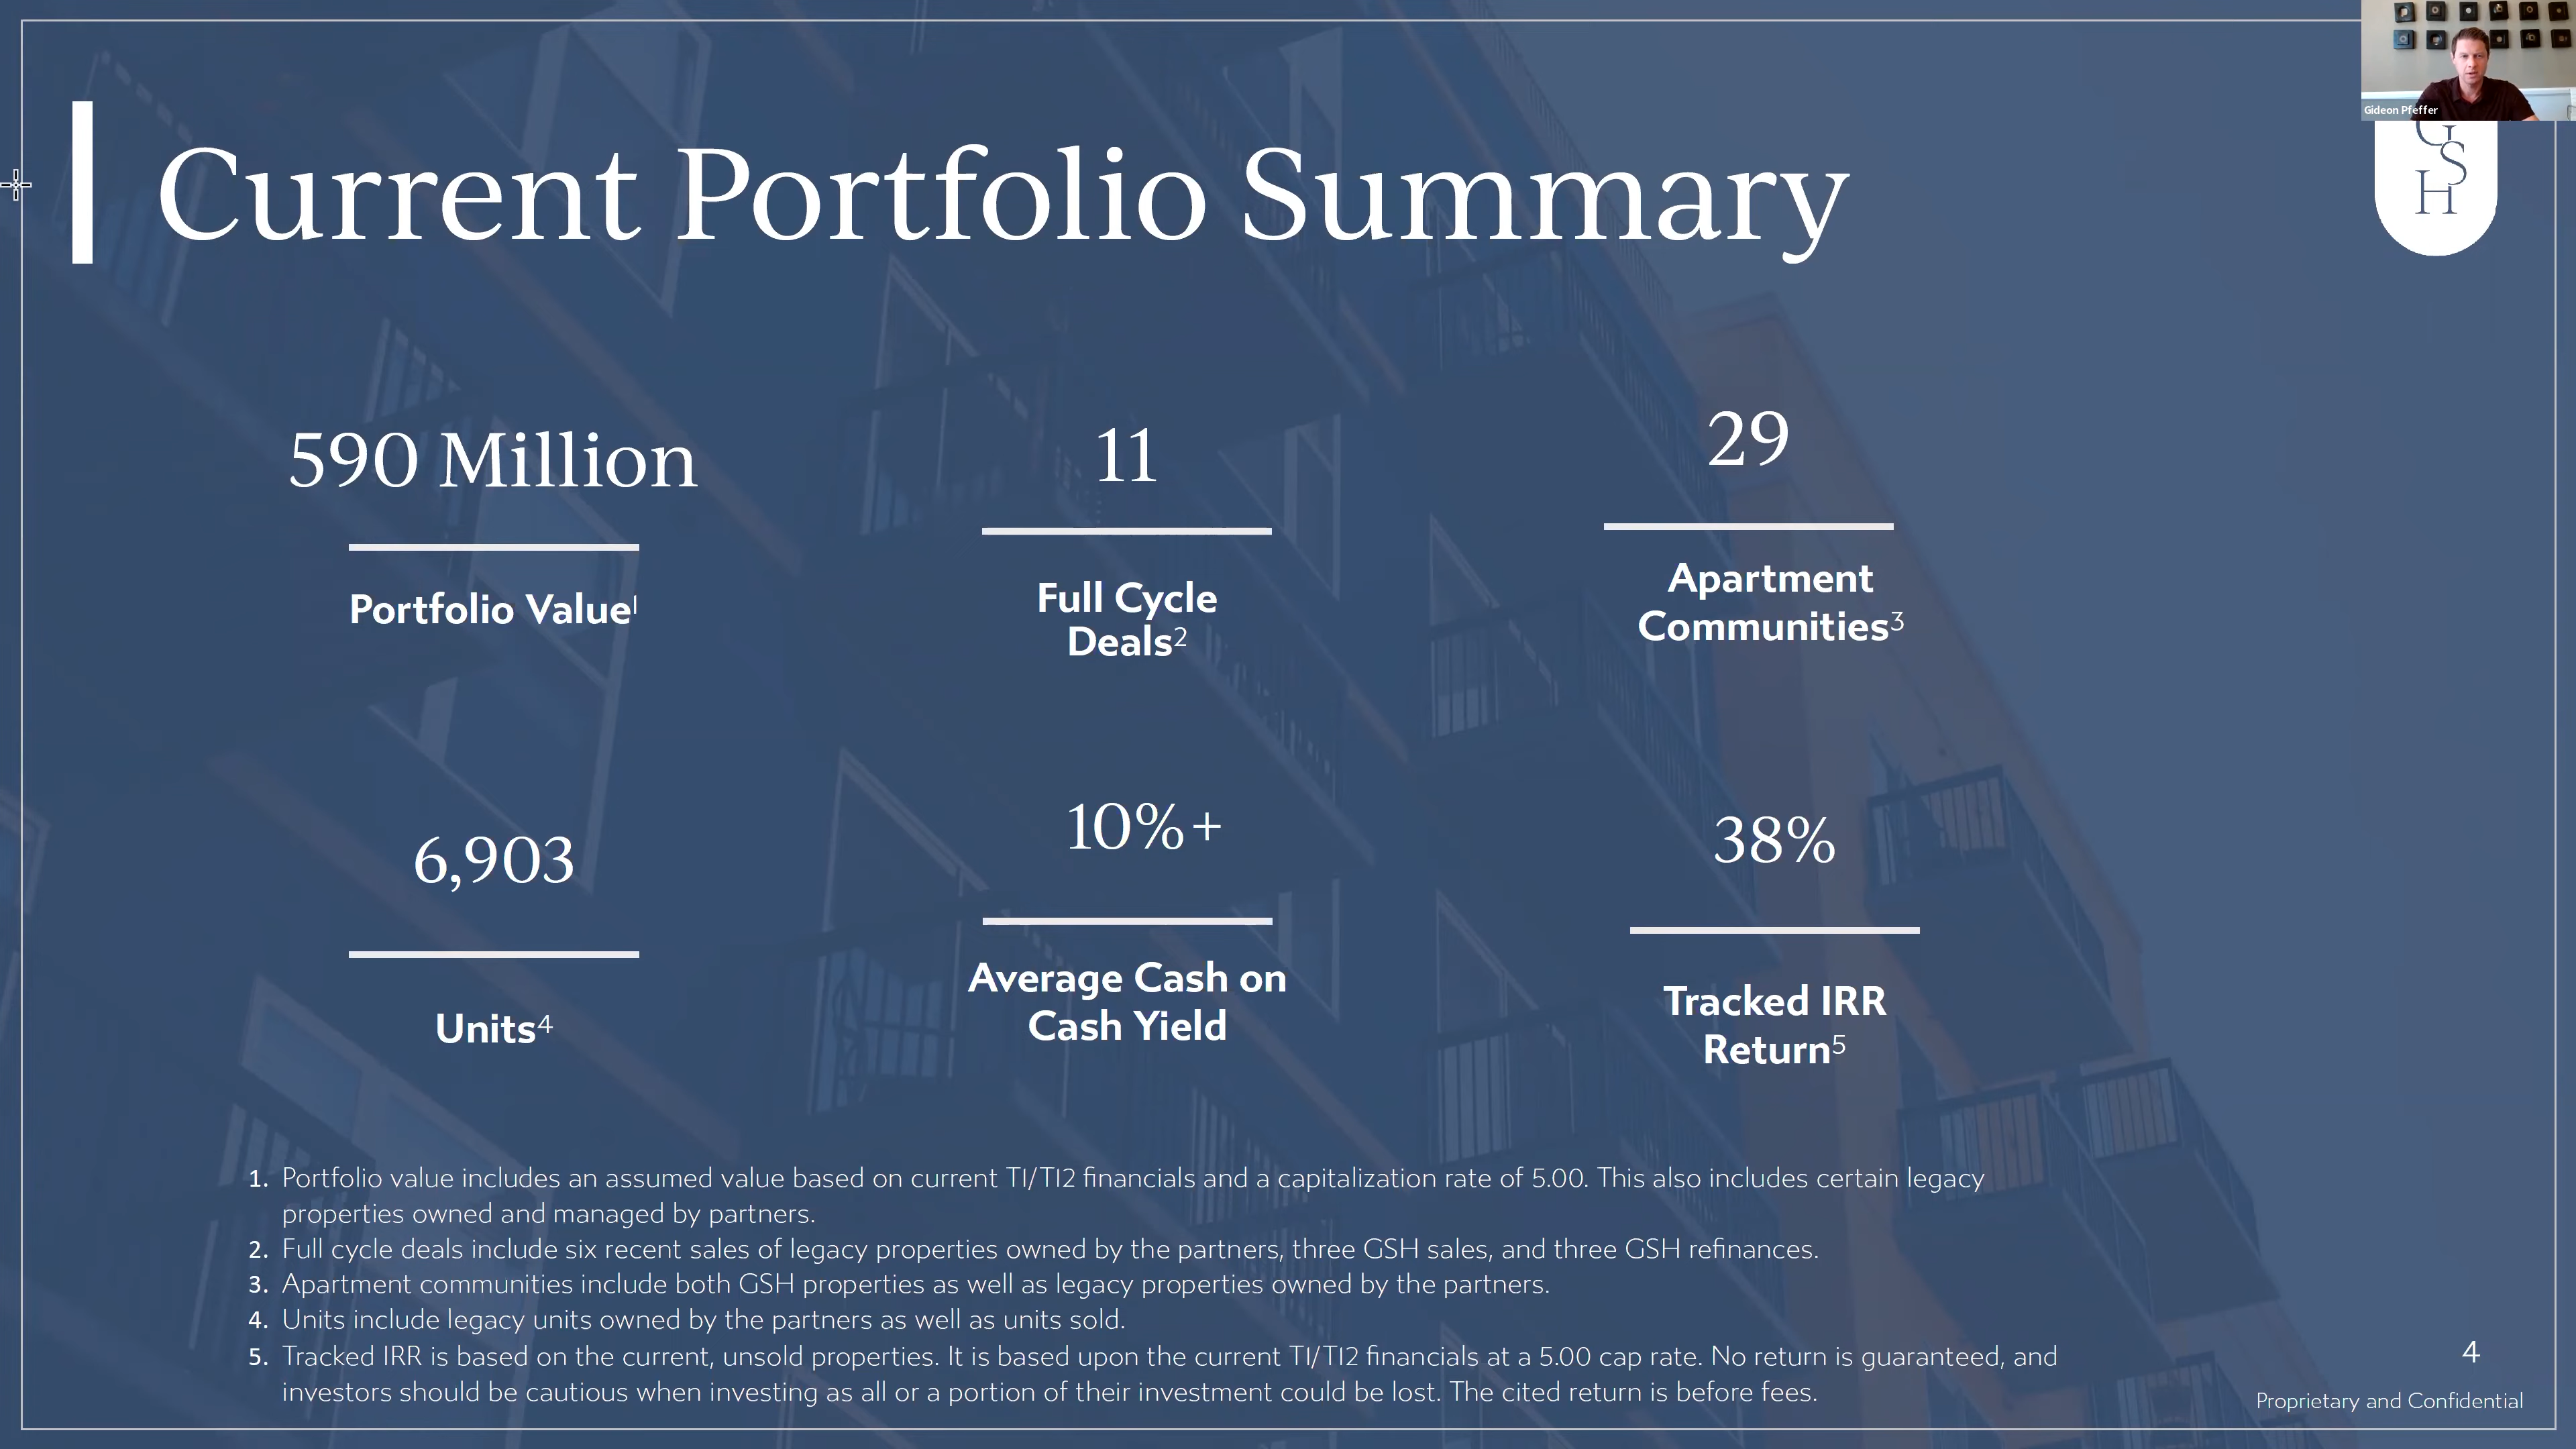 Gideon Pfeffer
GSH
Current Portfolio Summary
590 Million
Portfolio Value¹
11
Full Cycle
Deals²
29
Apartment
Communities³
6,903
Units⁴
10%+
Average Cash on
Cash Yield
38%
Tracked IRR
Return⁵
1. Portfolio value includes an assumed value based on current T1/T12 financials and a capitalization rate of 5.00. This also includes certain legacy
properties owned and managed by partners.
2. Full cycle deals include six recent sales of legacy properties owned by the partners, three GSH sales, and three GSH refinances.
3. Apartment communities include both GSH properties as well as legacy properties owned by the partners.
4. Units include legacy units owned by the partners as well as units sold.
5. Tracked IRR is based on the current, unsold properties. It is based upon the current T1/T12 financials at a 5.00 cap rate. No return is guaranteed, and
investors should be cautious when investing as all or a portion of their investment could be lost. The cited return is before fees.
4
Proprietary and Confidential